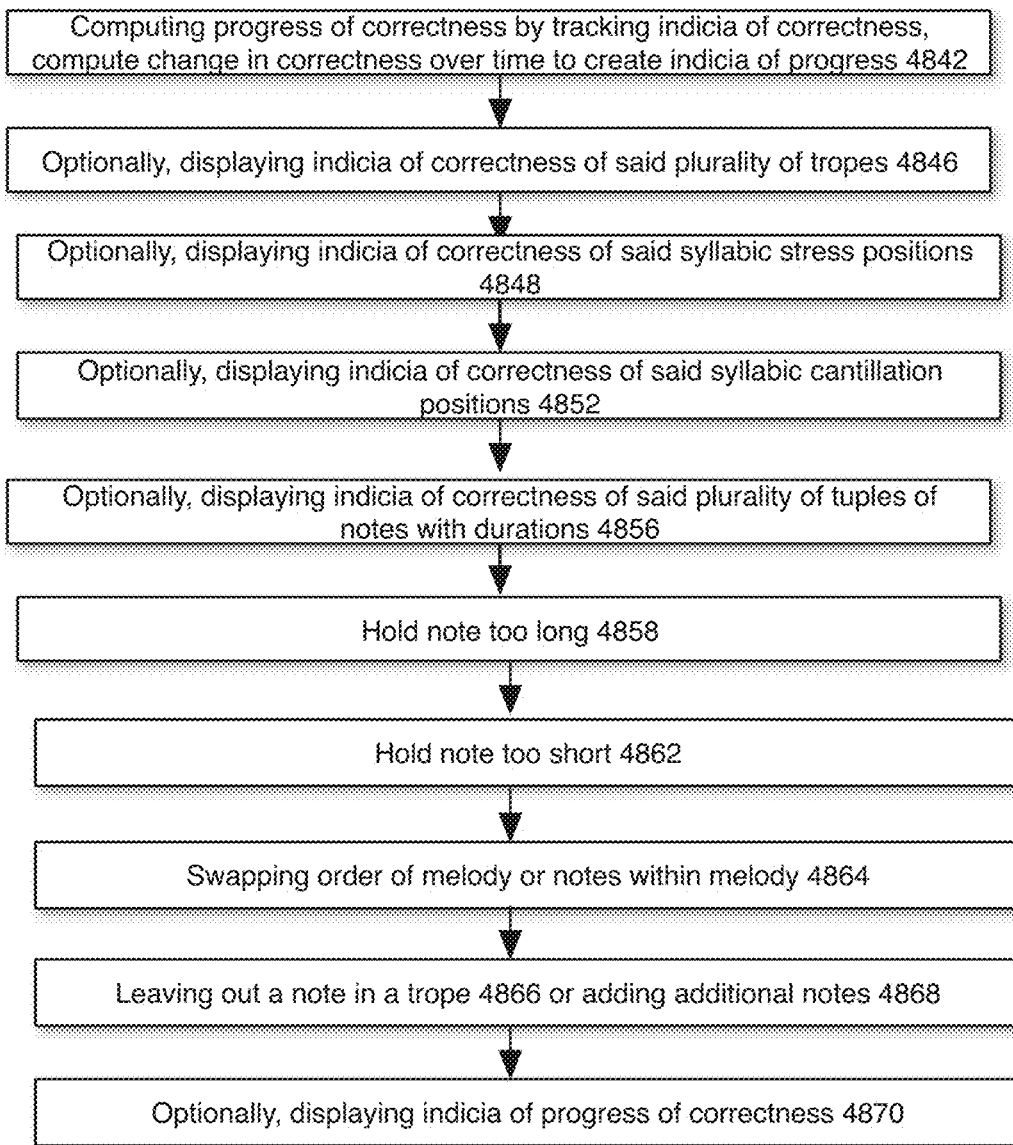 Computing progress of correctness by tracking indicia of correctness,
compute change in correctness over time to create indicia of progress 4842
Optionally, displaying indicia of correctness of said plurality of tropes 4846
Optionally, displaying indicia of correctness of said syllabic stress positions
4848
Optionally, displaying indicia of correctness of said syllabic cantillation
positions 4852
Optionally, displaying indicia of correctness of said plurality of tuples of
notes with durations 4856
Hold note too long 4858
Hold note too short 4862
Swapping order of melody or notes within melody 4864
Leaving out a note in a trope 4866 or adding additional notes 4868
Optionally, displaying indicia of progress of correctness 4870